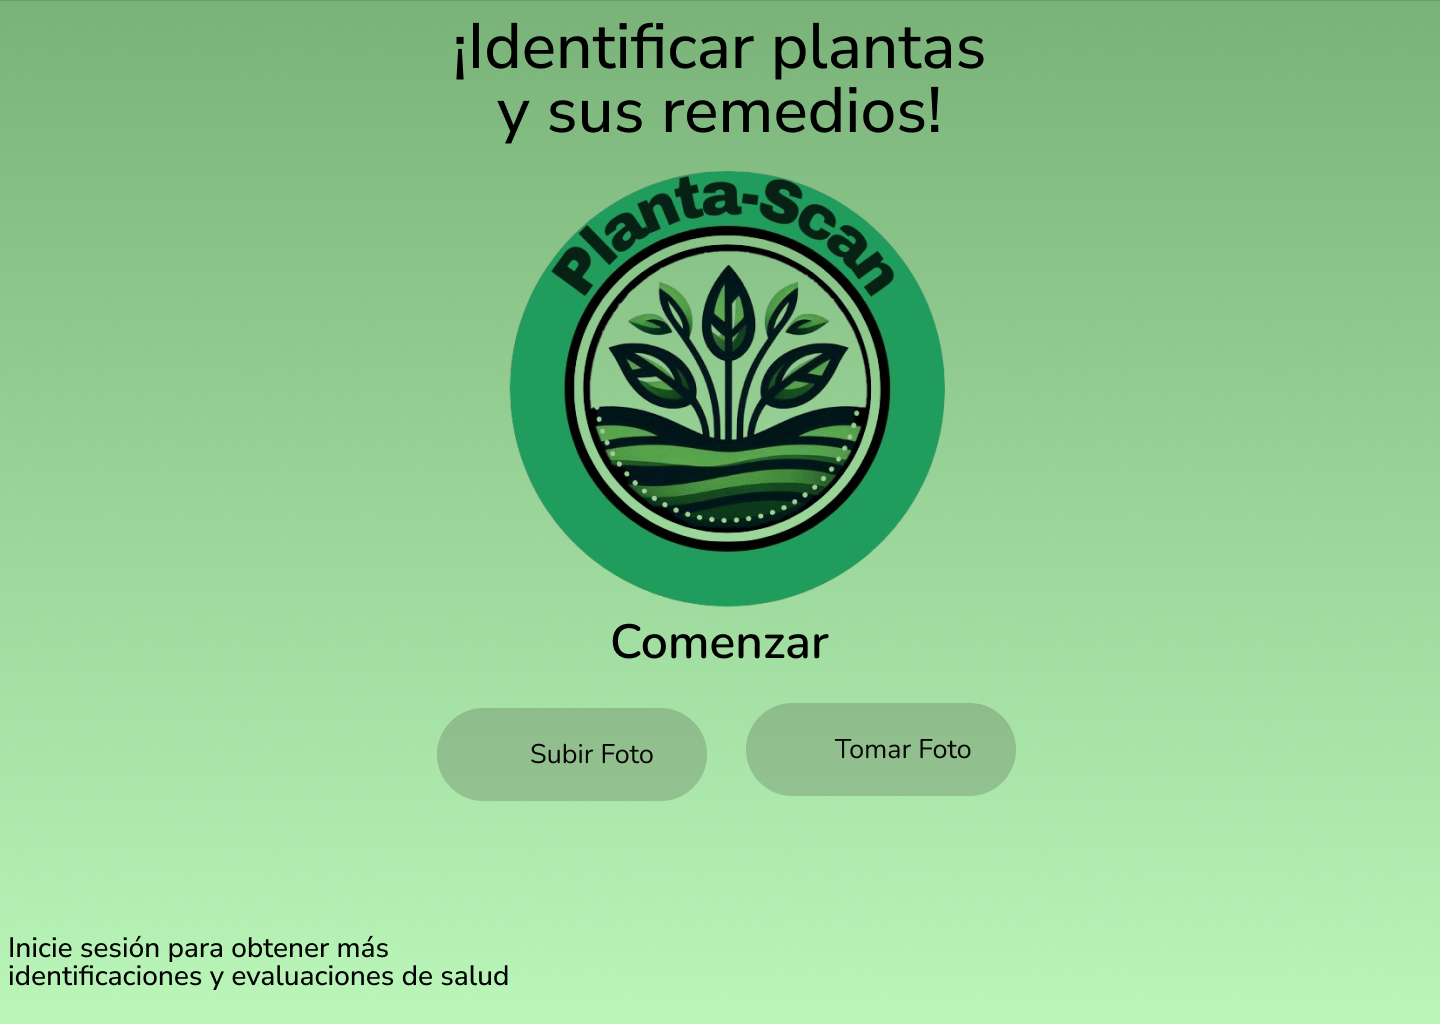 ¡Identificar plantas
y sus remedios!
Planta-Scan
Comenzar
Subir Foto
Tomar Foto
Inicie sesión para obtener más
identificaciones y evaluaciones de salud